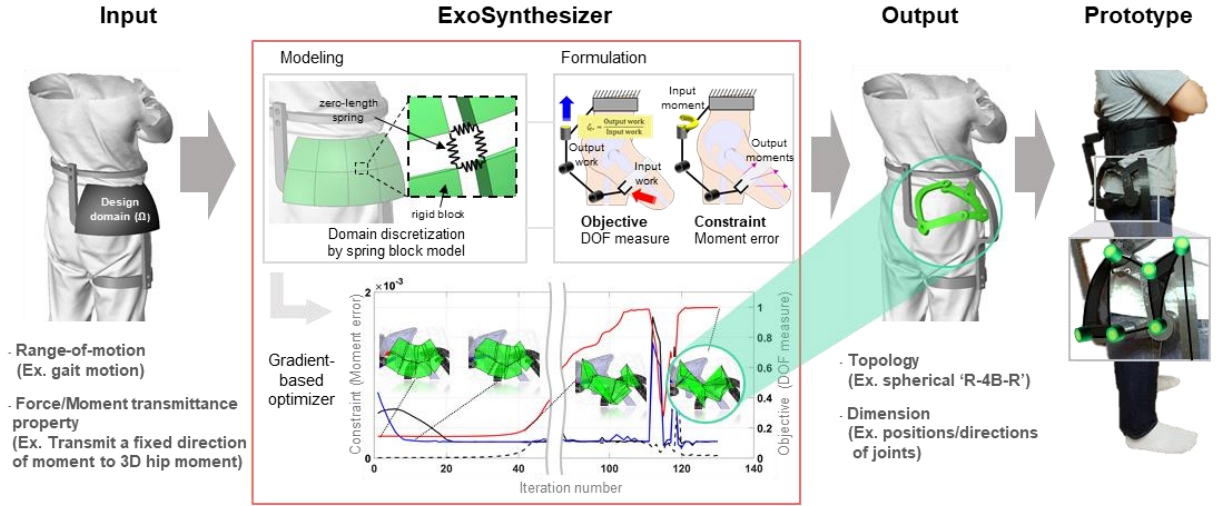 Input
ExoSynthesizer
Output
Prototype
Modeling
Formulation
zero-length
spring
rigid block
Domain discretization
by spring block model
Output work
Input work
Output
work
Input
work
Objective
DOF measure
Input
moment
Output
moments
Constraint
Moment error
Design
domain (Ω)
- Range-of-motion
(Ex. gait motion)
- Force/Moment transmittance
property
(Ex. Transmit a fixed direction
of moment to 3D hip moment)
Gradient-
based
optimizer
×10⁻³
2
1
0
Constraint (Moment error)
1
0.8
0.6
0.4
0.2
0
Objective (DOF measure)
0 20 40 100 120 140
Iteration number
- Topology
(Ex. spherical ‘R-4B-R’)
- Dimension
(Ex. positions/directions
of joints)